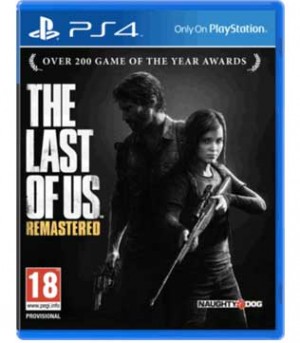 PS4
Only On PlayStation®
OVER 200 GAME OF THE YEAR AWARDS
THE
LAST
OF US
REMASTERED
18
www.pegi.info
PROVISIONAL
NAUGHTY DOG